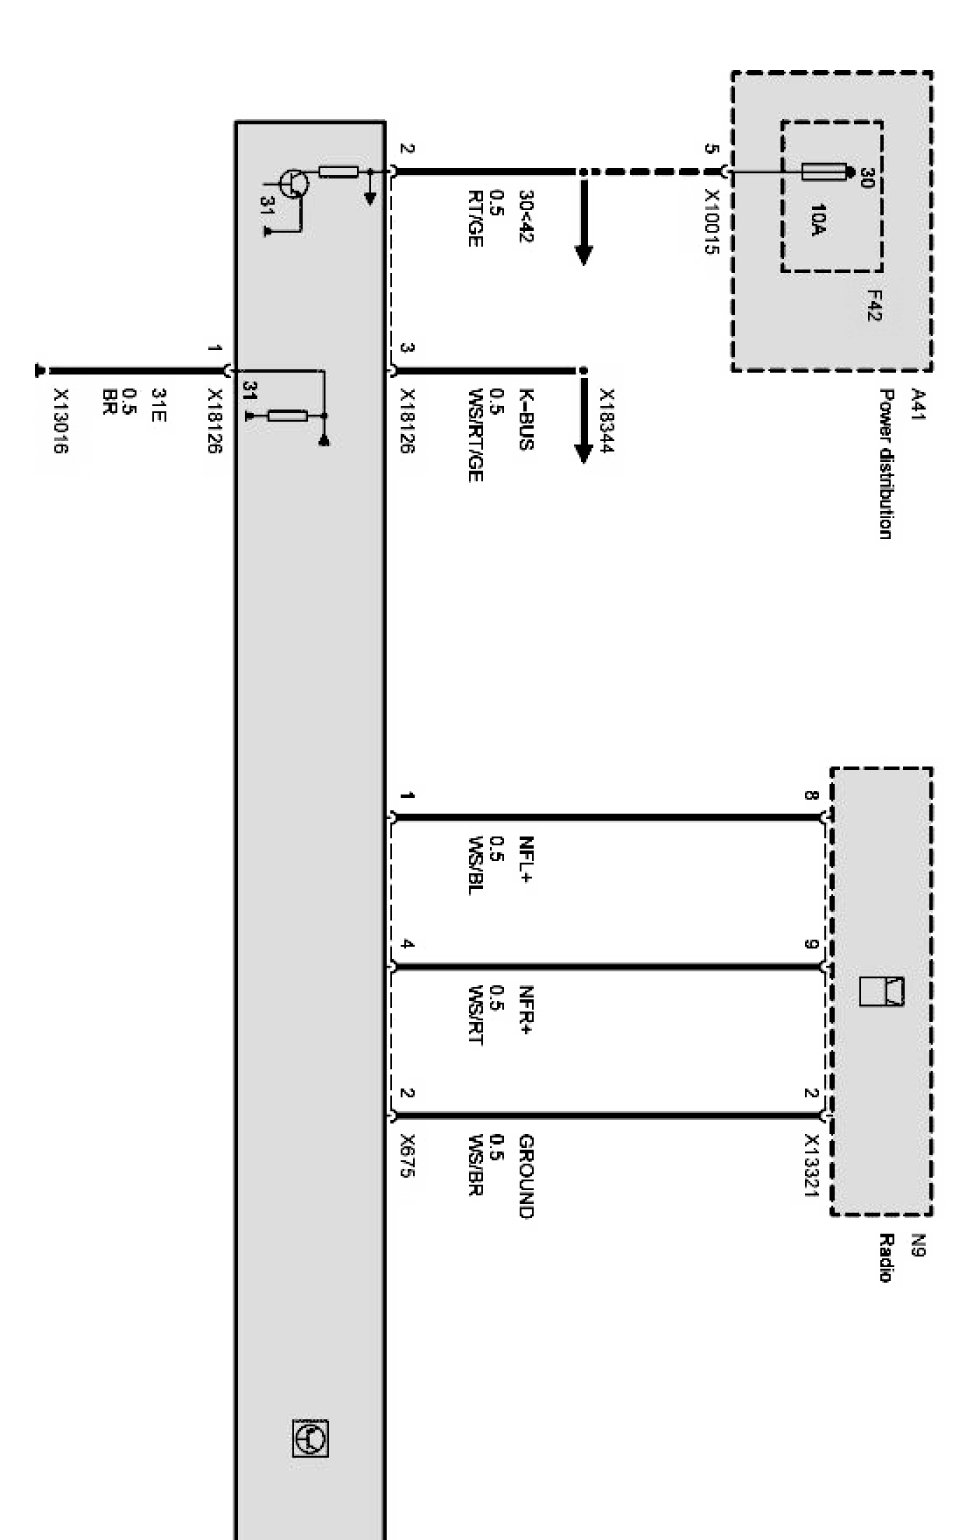 A41
Power distribution
F42
30
10A
5
X10015
30<42
0.5
RT/GE
2
X18344
K-BUS
0.5
WS/RT/GE
3
X18126
31
31
1
X18126
31E
0.5
BR
X13016
N9
Radio
8
9
2
X13321
NFL+
0.5
WS/BL
NFR+
0.5
WS/RT
GROUND
0.5
WS/BR
1
4
2
X675